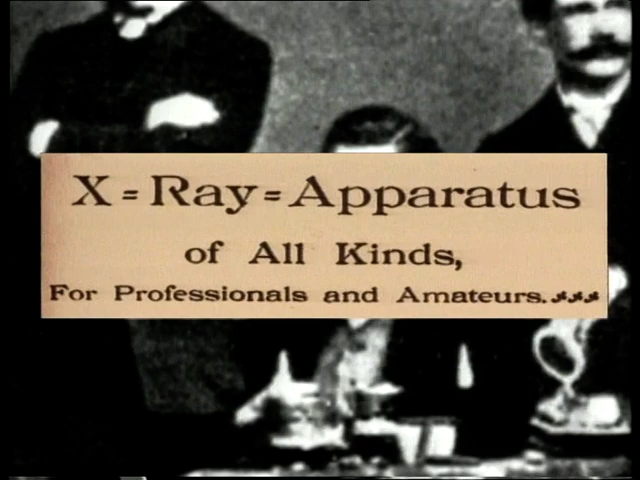 X=Ray=Apparatus
of All Kinds,
For Professionals and Amateurs.